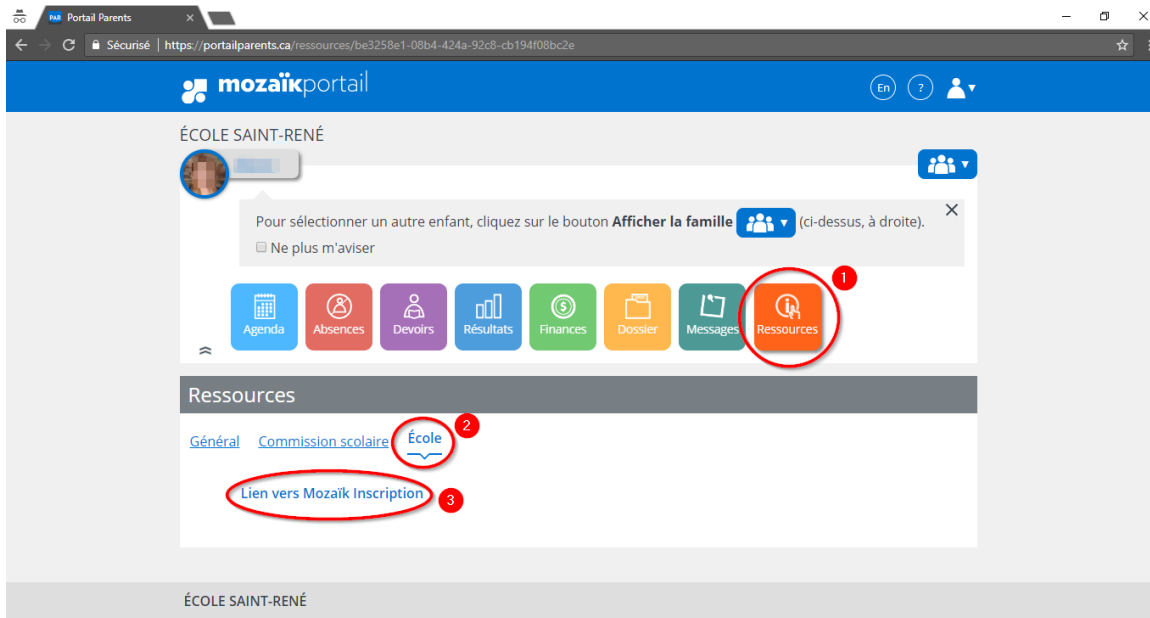 PAR Portail Parents
Sécurisé | https://portailparents.ca/ressources/be3258e1-08b4-424a-92c8-cb194f08bc2e
mozaïkportail
En ?
ÉCOLE SAINT-RENÉ
Pour sélectionner un autre enfant, cliquez sur le bouton Afficher la famille (ci-dessus, à droite).
Ne plus m'aviser
1
Agenda Absences Devoirs Résultats Finances Dossier Messages Ressources
Ressources
Général Commission scolaire École 2
Lien vers Mozaïk Inscription 3
ÉCOLE SAINT-RENÉ